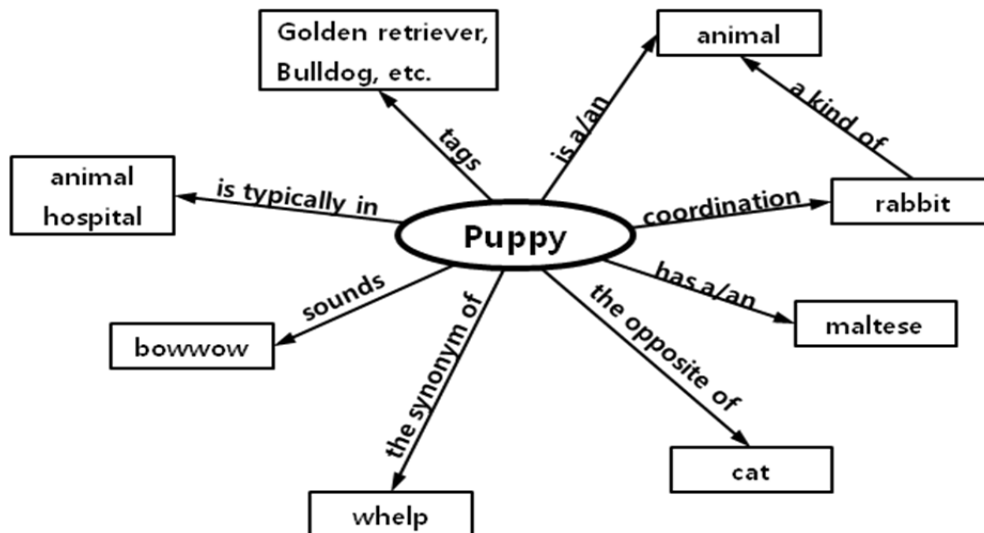 Golden retriever,
Bulldog, etc.
animal
tags
is a/an
a kind of
animal
hospital
is typically in
coordination
rabbit
Puppy
sounds
has a/an
bowwow
the synonym of
the opposite of
maltese
cat
whelp